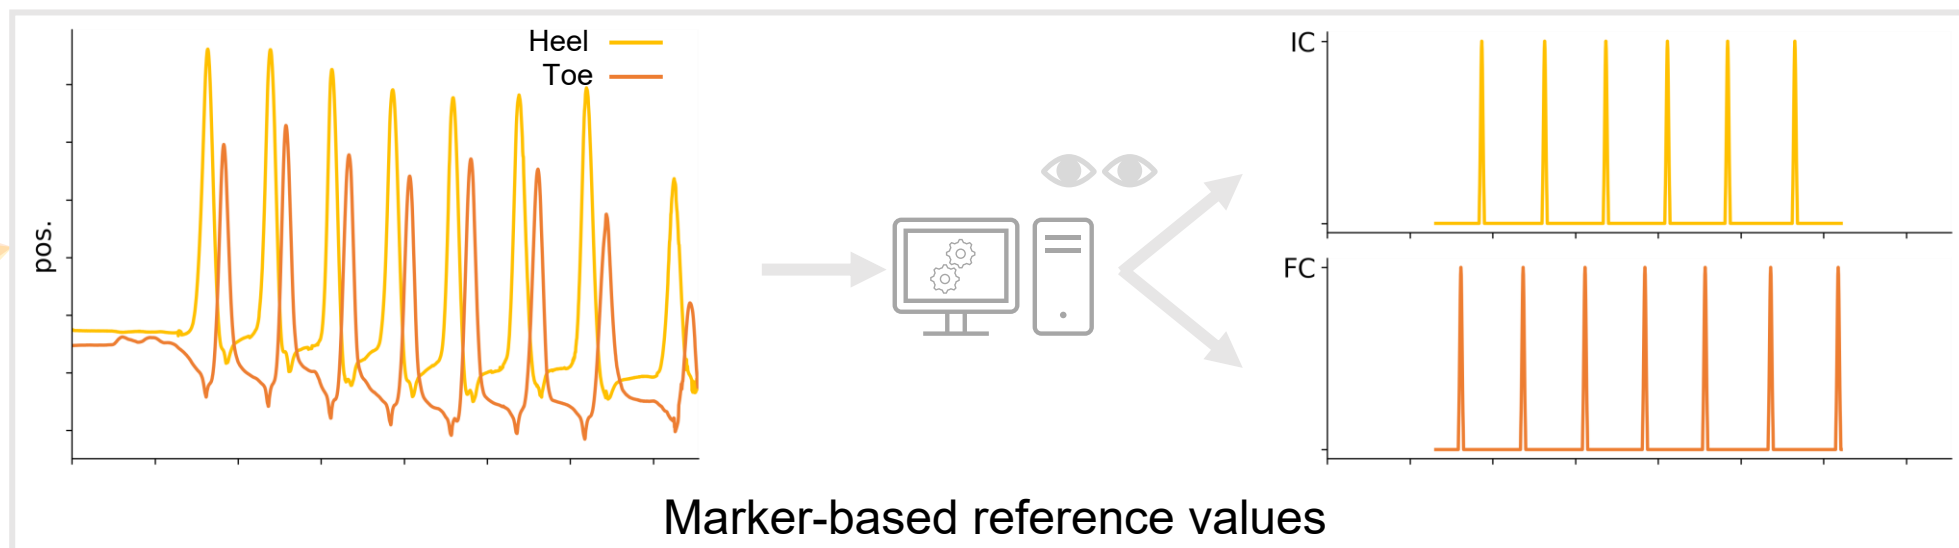 Heel
Toe
pos.
IC
FC
Marker-based reference values